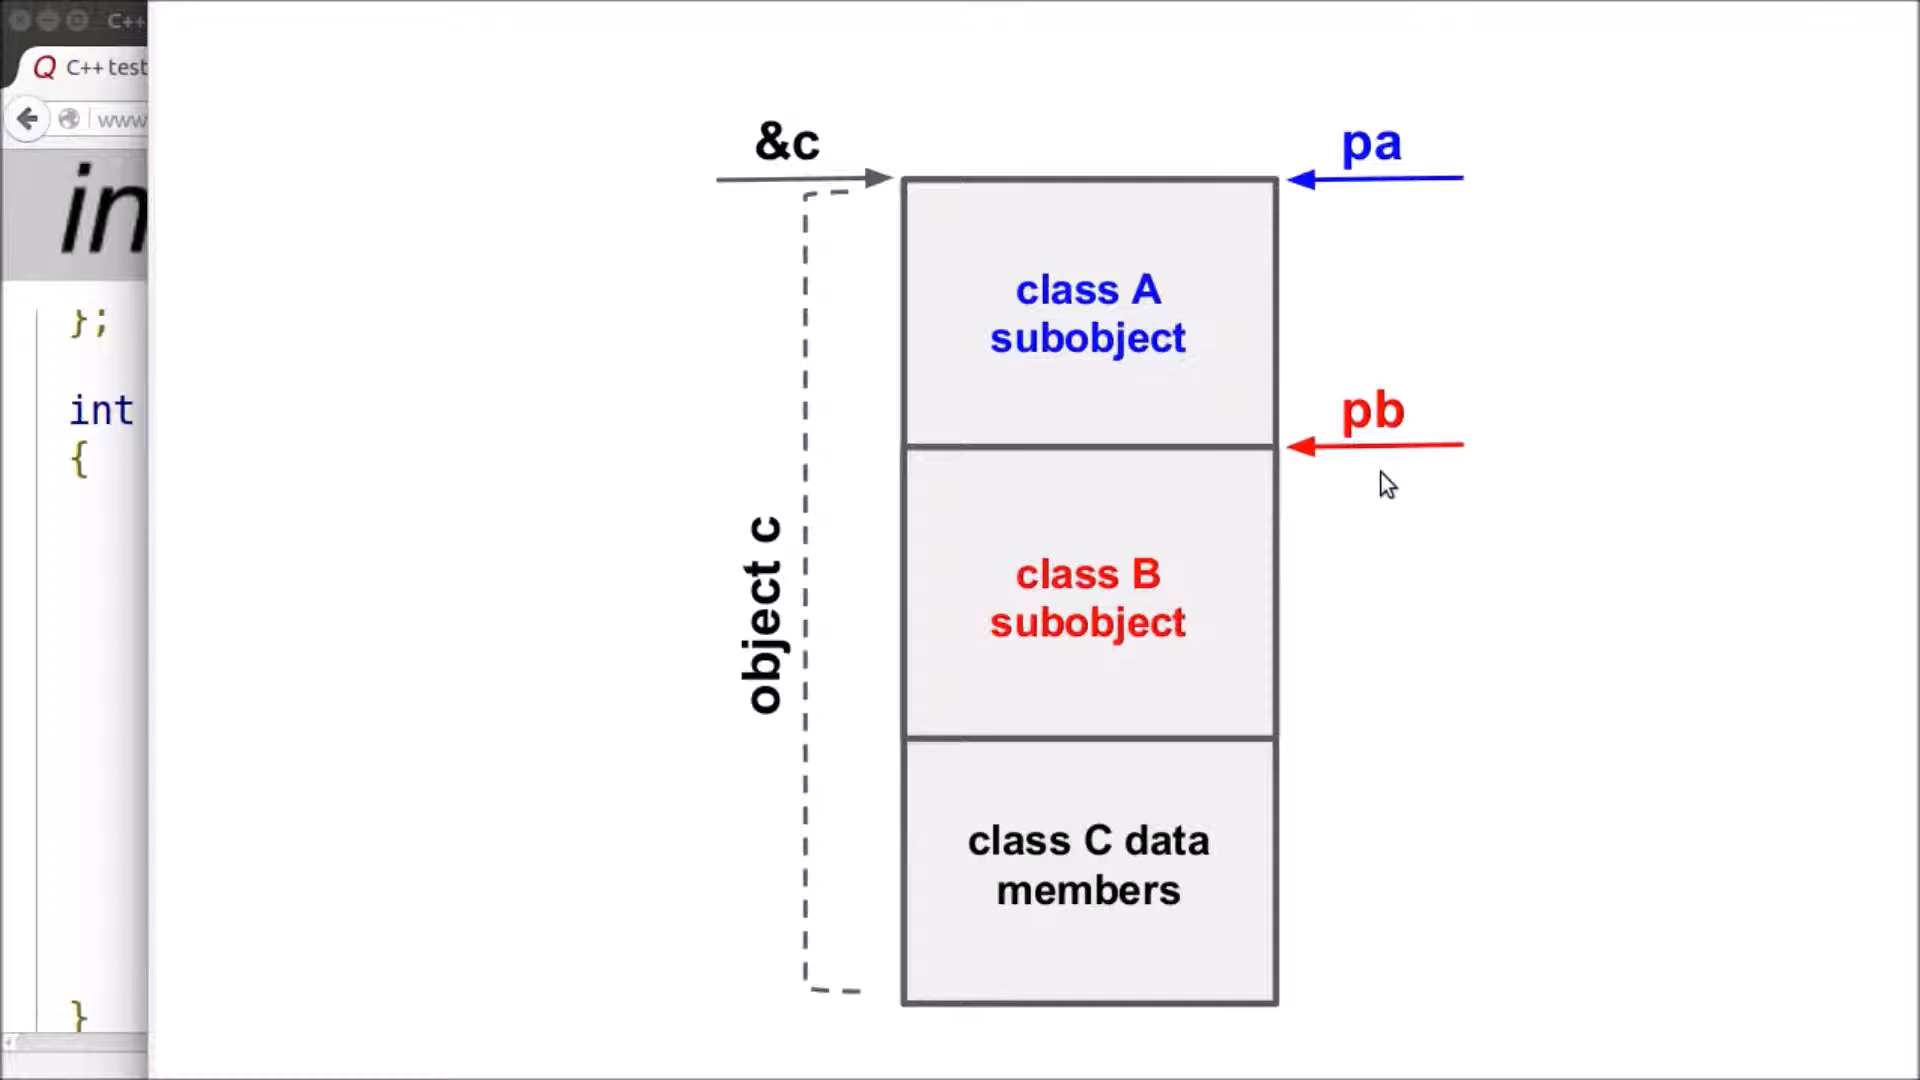 C++
C++ test
www
in
};
int
{
}
&c
pa
class A
subobject
pb
object c
class B
subobject
class C data
members